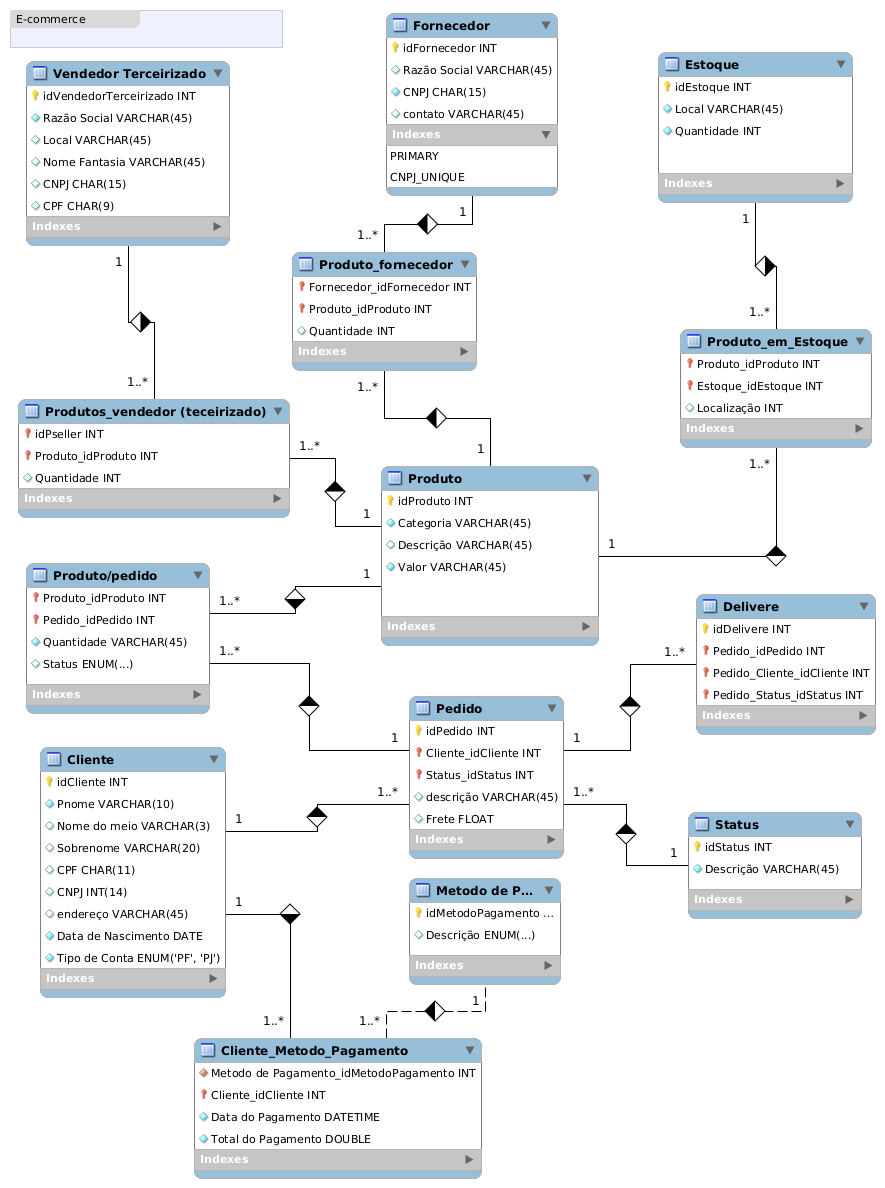 E-commerce
Fornecedor
idFornecedor INT
Razão Social VARCHAR(45)
CNPJ CHAR(15)
contato VARCHAR(45)
Indexes
PRIMARY
CNPJ_UNIQUE
Vendedor Terceirizado
idVendedorTerceirizado INT
Razão Social VARCHAR(45)
Local VARCHAR(45)
Nome Fantasia VARCHAR(45)
CNPJ CHAR(15)
CPF CHAR(9)
Indexes
Estoque
idEstoque INT
Local VARCHAR(45)
Quantidade INT
Indexes
1
1..*
1
1..*
1
1..*
Produto_fornecedor
Fornecedor_idFornecedor INT
Produto_idProduto INT
Quantidade INT
Indexes
Produto_em_Estoque
Produto_idProduto INT
Estoque_idEstoque INT
Localização INT
Indexes
Produtos_vendedor (teceirizado)
idPseller INT
Produto_idProduto INT
Quantidade INT
Indexes
1..*
1
1..*
1
1..*
1
Produto
idProduto INT
Categoria VARCHAR(45)
Descrição VARCHAR(45)
Valor VARCHAR(45)
Indexes
Produto/pedido
Produto_idProduto INT
Pedido_idPedido INT
Quantidade VARCHAR(45)
Status ENUM(...)
Indexes
1
1..*
1..*
1
Delivere
idDelivere INT
Pedido_idPedido INT
Pedido_Cliente_idCliente INT
Pedido_Status_idStatus INT
Indexes
1..*
1
Pedido
idPedido INT
Cliente_idCliente INT
Status_idStatus INT
descrição VARCHAR(45)
Frete FLOAT
Indexes
Cliente
idCliente INT
Pnome VARCHAR(10)
Nome do meio VARCHAR(3)
Sobrenome VARCHAR(20)
CPF CHAR(11)
CNPJ INT(14)
endereço VARCHAR(45)
Data de Nascimento DATE
Tipo de Conta ENUM('PF', 'PJ')
Indexes
1..*
1
1..*
1
Status
idStatus INT
Descrição VARCHAR(45)
Indexes
Metodo de P...
idMetodoPagamento ...
Descrição ENUM(...)
Indexes
1
1..*
1
1..*
Cliente_Metodo_Pagamento
Metodo de Pagamento_idMetodoPagamento INT
Cliente_idCliente INT
Data do Pagamento DATETIME
Total do Pagamento DOUBLE
Indexes